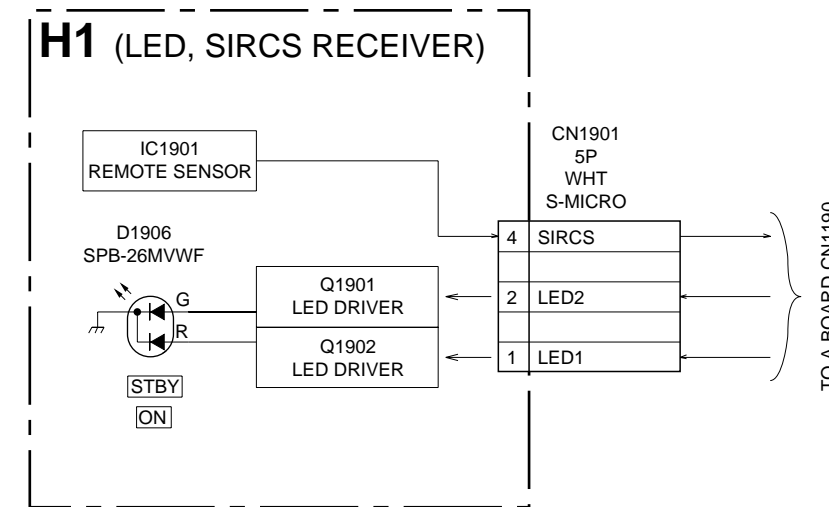 H1 (LED, SIRCS RECEIVER)
IC1901
REMOTE SENSOR
CN1901
5P
WHT
S-MICRO
D1906
SPB-26MVWF
G
R
STBY
ON
Q1901
LED DRIVER
Q1902
LED DRIVER
4 SIRCS
2 LED2
1 LED1
TO A BOARD CN1190